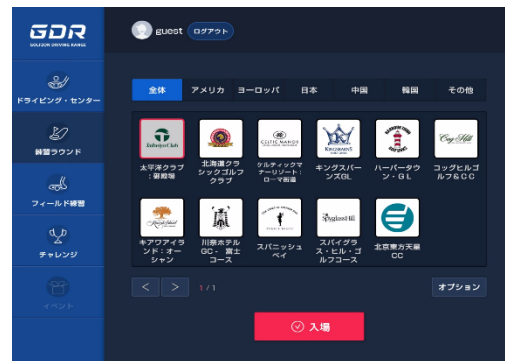 GDR
GOLFZON DRIVING RANGE
guest ログアウト
ドライビング・センター
練習ラウンド
フィールド練習
チャレンジ
イベント
全体 アメリカ ヨーロッパ 日本 中国 韓国 その他
太平洋クラブ
：御殿場
北海道クラ
シックゴルフ
クラブ
CELTIC MANOR
ケルティックマ
ナーリゾート：
ローマ街道
KINGSBARNS
キングスバー
ンズGL
ハーバータウ
ン・GL
Cog Hill
コッグヒルゴ
ルフ&CC
キアワアイラ
ンド：オー
シャン
川奈ホテル
GC - 富士
コース
スパニッシュ
ベイ
Spyglass Hill
スパイグラ
ス・ヒル・ゴ
ルフコース
北京東方天星
CC
< > 1 / 1
オプション
入場